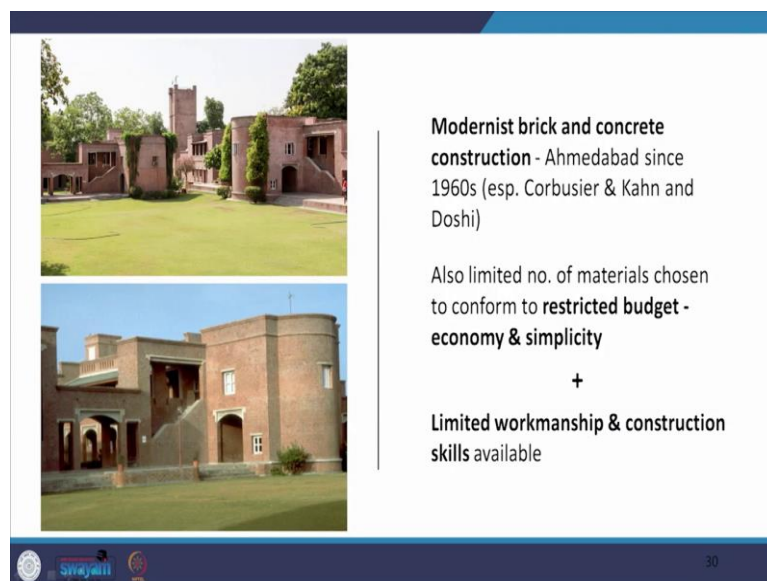 Modernist brick and concrete
construction - Ahmedabad since
1960s (esp. Corbusier & Kahn and
Doshi)
Also limited no. of materials chosen
to conform to restricted budget -
economy & simplicity
+
Limited workmanship & construction
skills available
swayam
30